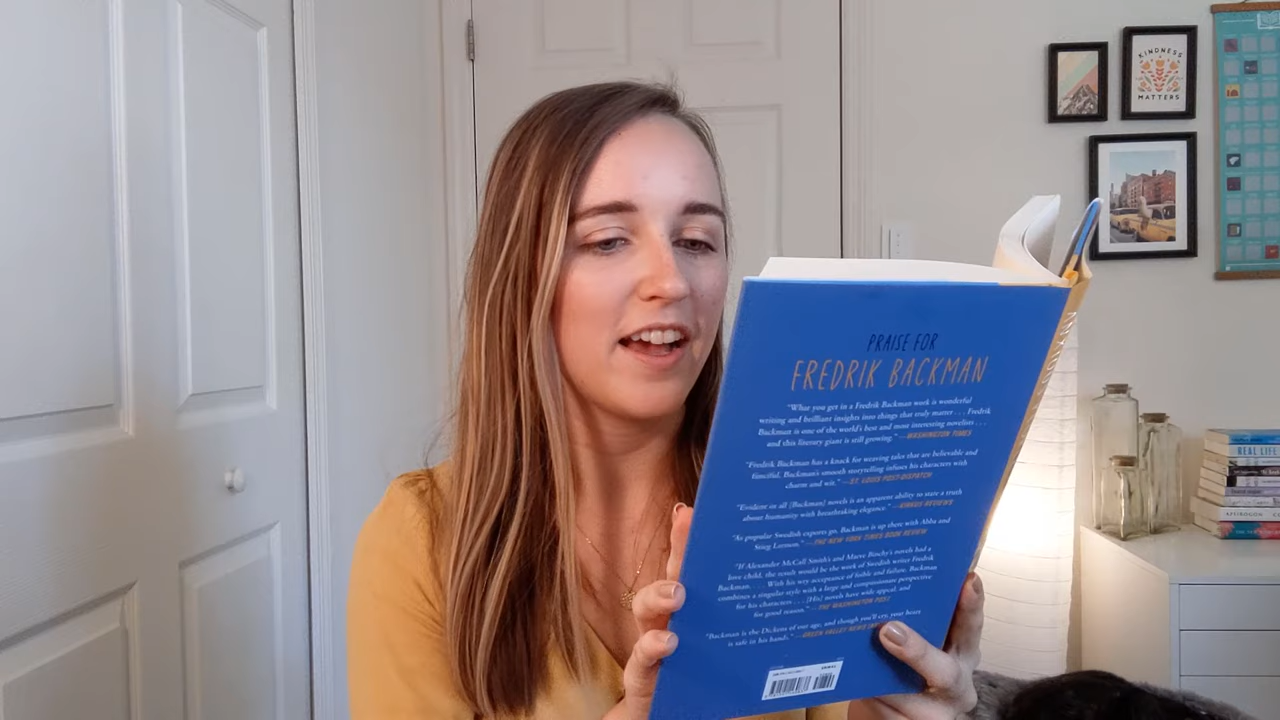 KINDNESS
MATTERS
PRAISE FOR
FREDRIK BACKMAN
"What you get in a Fredrik Backman work is wonderful
writing and brilliant insights into things that truly matter . . . Fredrik
Backman is one of the world's best and most interesting novelists . . .
and this literary giant is still growing." —WASHINGTON TIMES
"Fredrik Backman has a knack for weaving tales that are believable and
fanciful. Backman's smooth storytelling infuses his characters with
charm and wit." —ST. LOUIS POST-DISPATCH
"Evident in all [Backman] novels is an apparent ability to state a truth
about humanity with breathtaking elegance." —KIRKUS REVIEWS
"As popular Swedish exports go, Backman is up there with Abba and
Stieg Larsson." —THE NEW YORK TIMES BOOK REVIEW
"If Alexander McCall Smith's and Maeve Binchy's novels had a
love child, the result would be the work of Swedish writer Fredrik
Backman. . . . With his wry acceptance of foible and failure, Backman
combines a singular style with a large and compassionate perspective
for his characters . . . [His] novels have wide appeal, and
for good reason." —THE WASHINGTON POST
"Backman is the Dickens of our age, and though you'll cry, your heart
is safe in his hands." —GREEN VALLEY NEWS
REAL LIFE